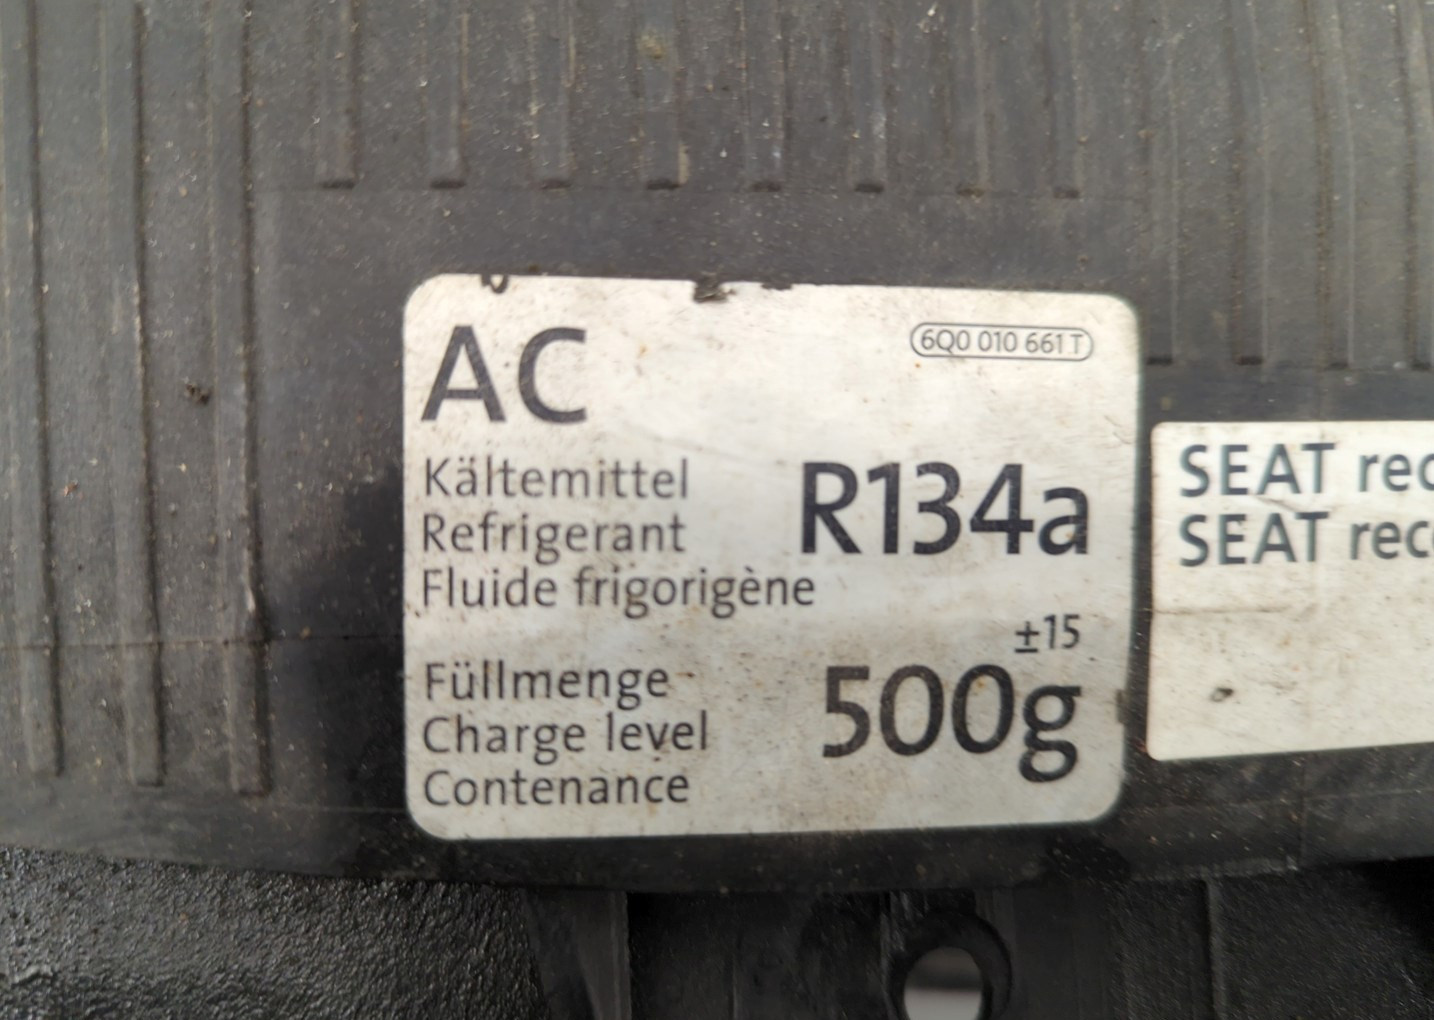 AC
6Q0 010 661 T
Kältemittel
Refrigerant
Fluide frigorigène
R134a
±15
Füllmenge
Charge level
Contenance
500g
SEAT
SEAT